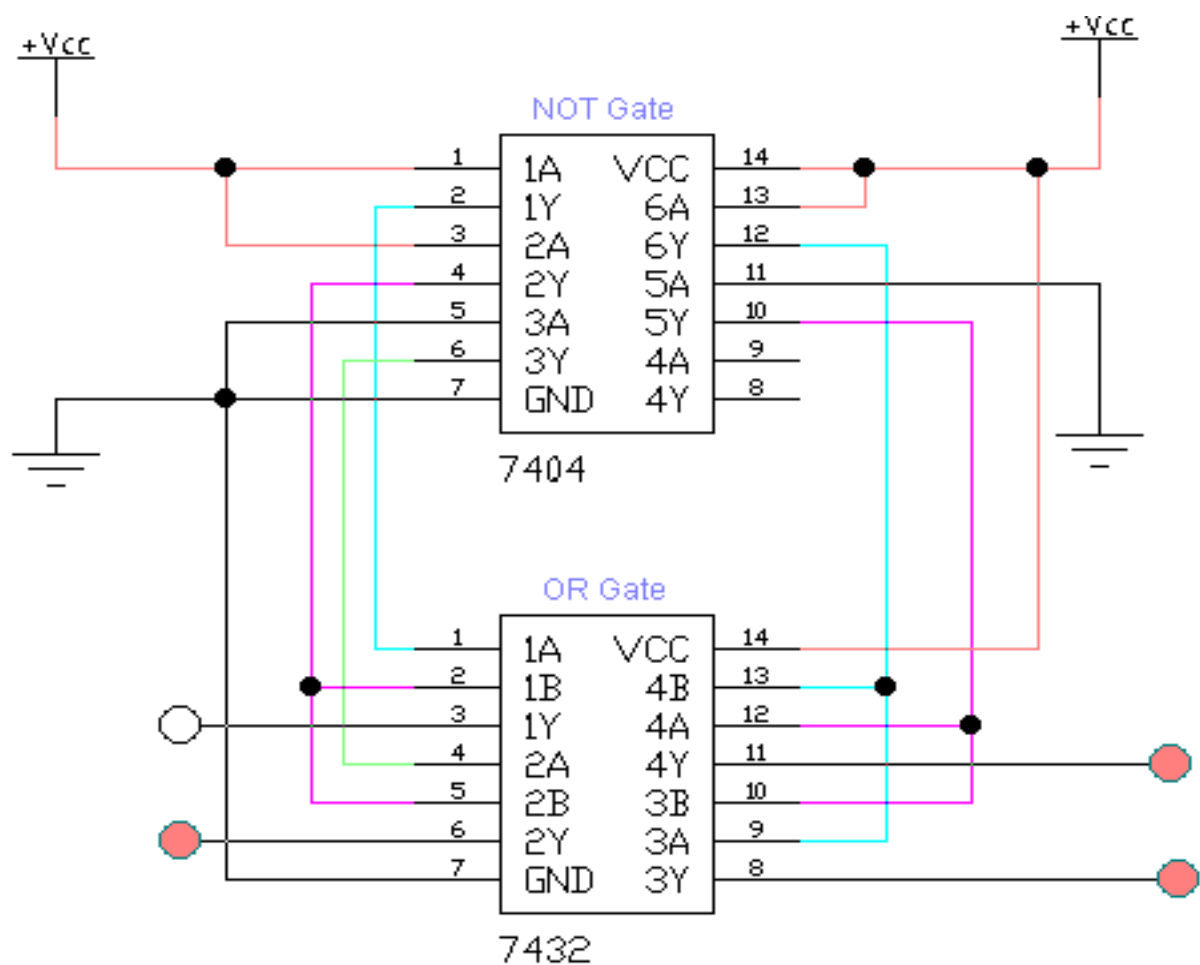 +Vcc
+Vcc
NOT Gate
1 1A VCC 14
2 1Y 6A 13
3 2A 6Y 12
4 2Y 5A 11
5 3A 5Y 10
6 3Y 4A 9
7 GND 4Y 8
7404
OR Gate
1 1A VCC 14
2 1B 4B 13
3 1Y 4A 12
4 2A 4Y 11
5 2B 3B 10
6 2Y 3A 9
7 GND 3Y 8
7432